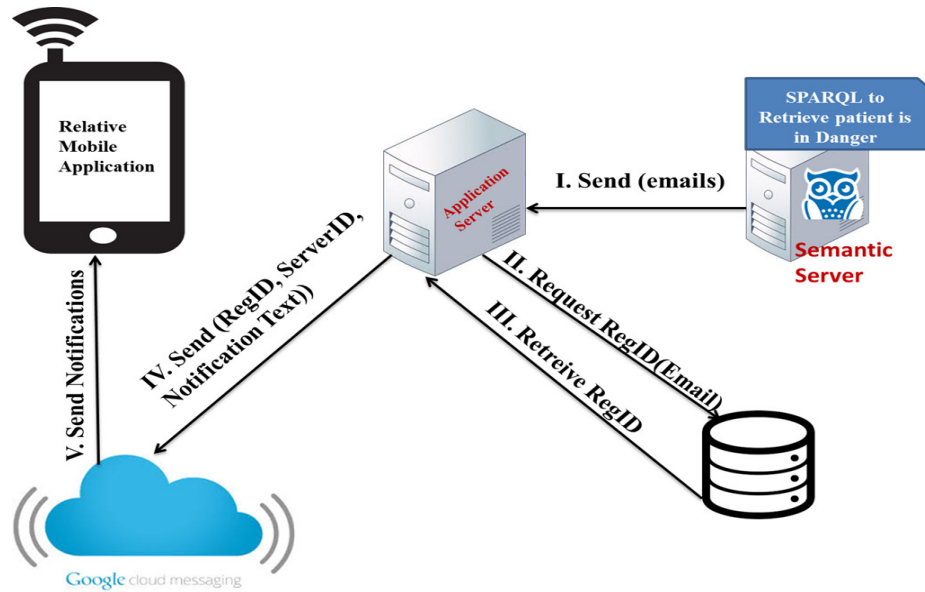 Relative
Mobile
Application
SPARQL to
Retrieve patient is
in Danger
I. Send (emails)
Application
Server
Semantic
Server
II. Request RegID(Email)
III. Retreive RegID
IV. Send (RegID, ServerID,
Notification Text))
V. Send Notifications
Google cloud messaging